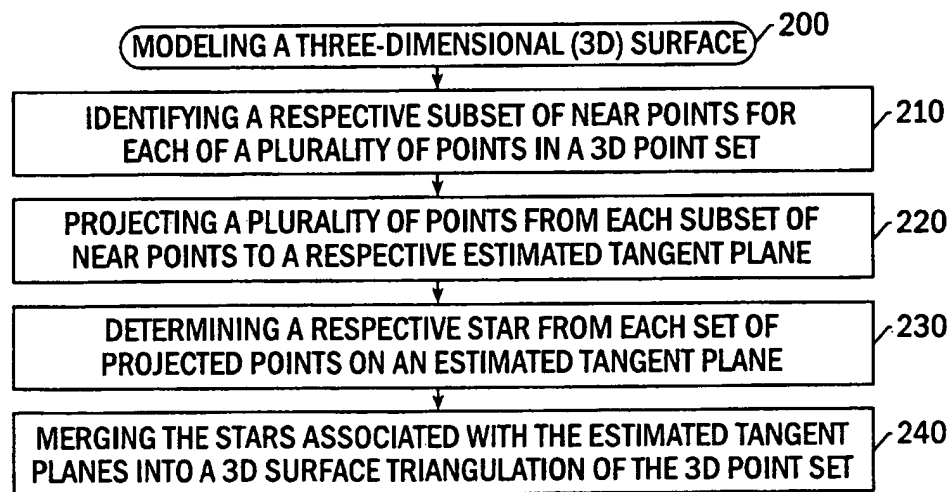 MODELING A THREE-DIMENSIONAL (3D) SURFACE
200
IDENTIFYING A RESPECTIVE SUBSET OF NEAR POINTS FOR
EACH OF A PLURALITY OF POINTS IN A 3D POINT SET
210
PROJECTING A PLURALITY OF POINTS FROM EACH SUBSET OF
NEAR POINTS TO A RESPECTIVE ESTIMATED TANGENT PLANE
220
DETERMINING A RESPECTIVE STAR FROM EACH SET OF
PROJECTED POINTS ON AN ESTIMATED TANGENT PLANE
230
MERGING THE STARS ASSOCIATED WITH THE ESTIMATED TANGENT
PLANES INTO A 3D SURFACE TRIANGULATION OF THE 3D POINT SET
240